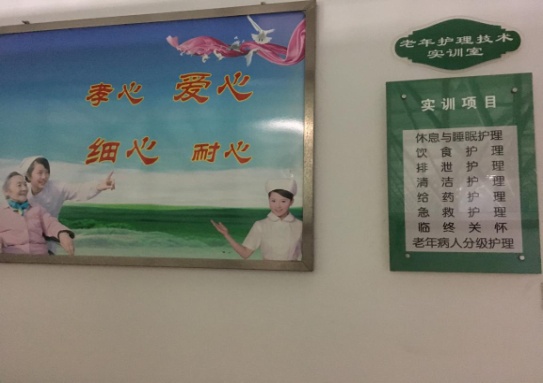 孝心 爱心
细心 耐心
老年护理技术
实训室
实训项目
休息与睡眠护理
饮食护理
排泄护理
清洁护理
给药护理
急救护理
临终关怀
老年病人分级护理